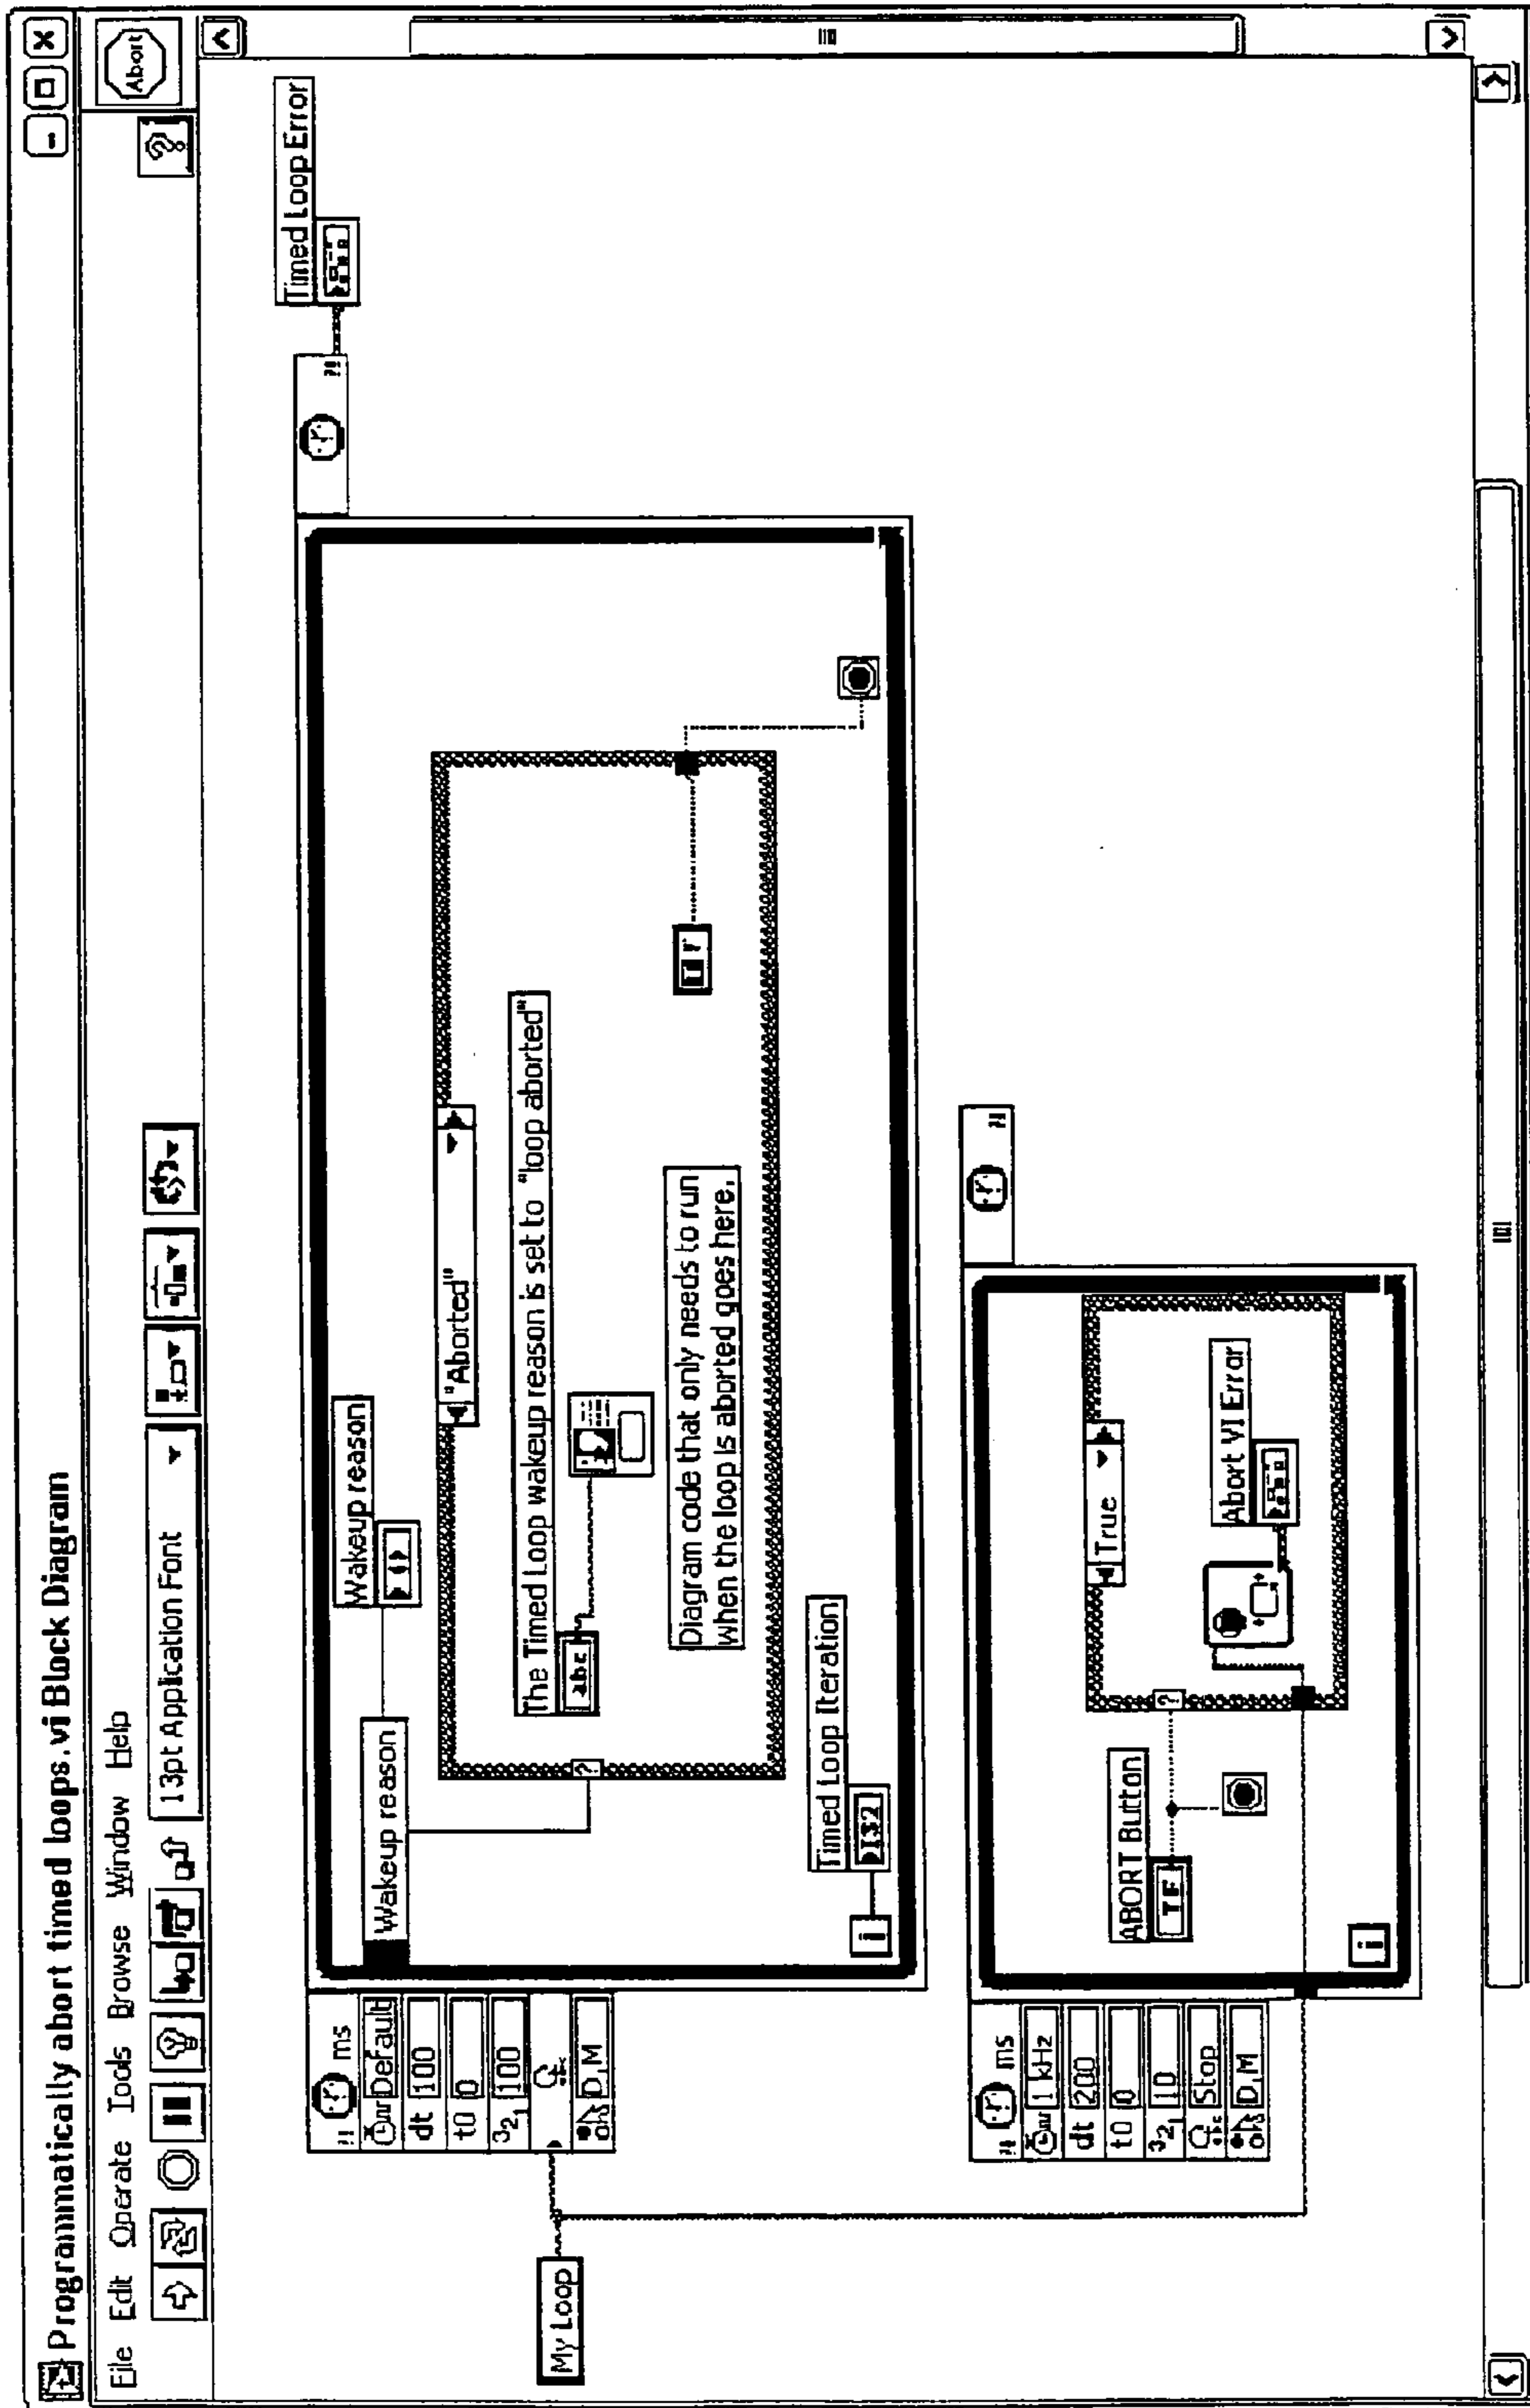 Programmatically abort timed loops.vi Block Diagram
File Edit Operate Tools Browse Window Help
13pt Application Font
?
Abort
My Loop
?! ms
Default
dt 100
t0 0
321 100
D,M
Wakeup reason
Wakeup reason
"Aborted"
?
The Timed Loop wakeup reason is set to "loop aborted"
abc
Diagram code that only needs to run
when the loop is aborted goes here.
T F
Timed Loop Iteration
i
I32
?!
Timed Loop Error
?! ms
1 kHz
dt 200
t0 0
321 10
Stop
D,M
ABORT Button
TF
i
True
?
Abort VI Error
?!